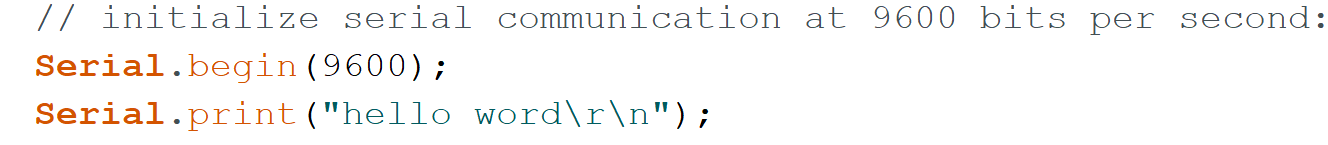 // initialize serial communication at 9600 bits per second:
Serial.begin(9600);
Serial.print("hello word\r\n");